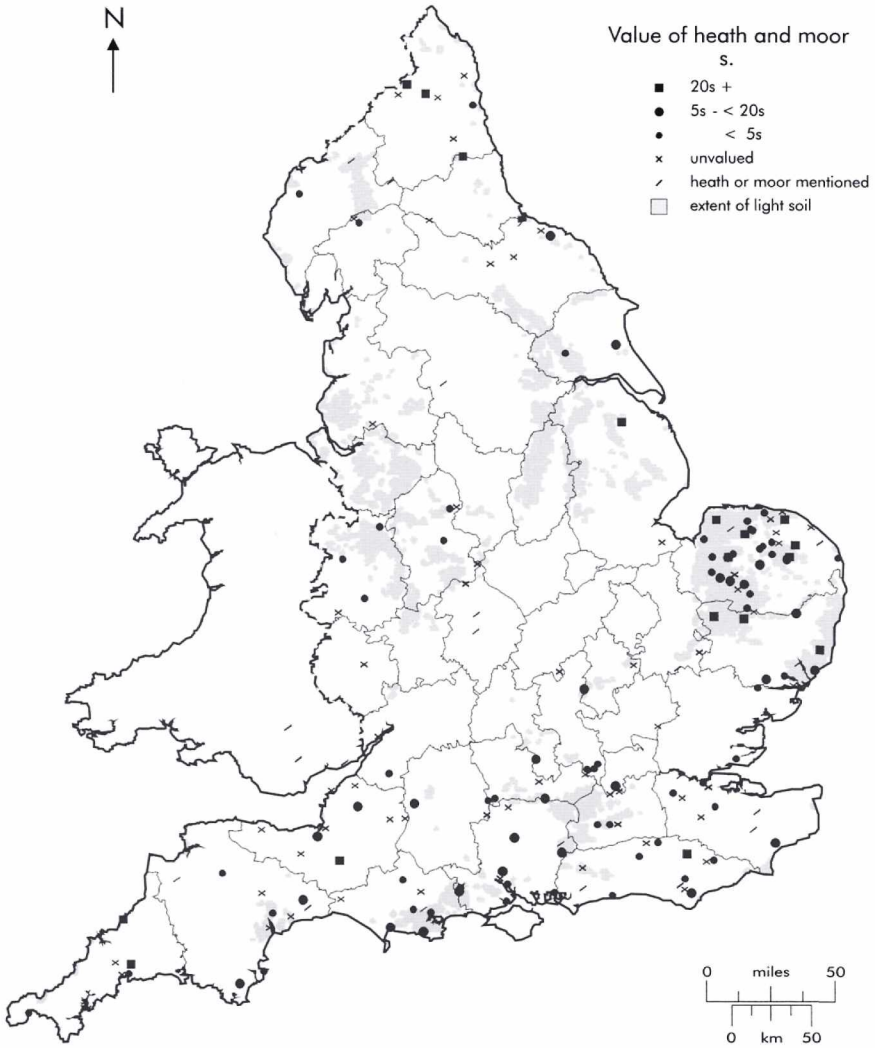 N
Value of heath and moor
s.
20s +
5s - < 20s
< 5s
unvalued
heath or moor mentioned
extent of light soil
0 miles 50
0 km 50